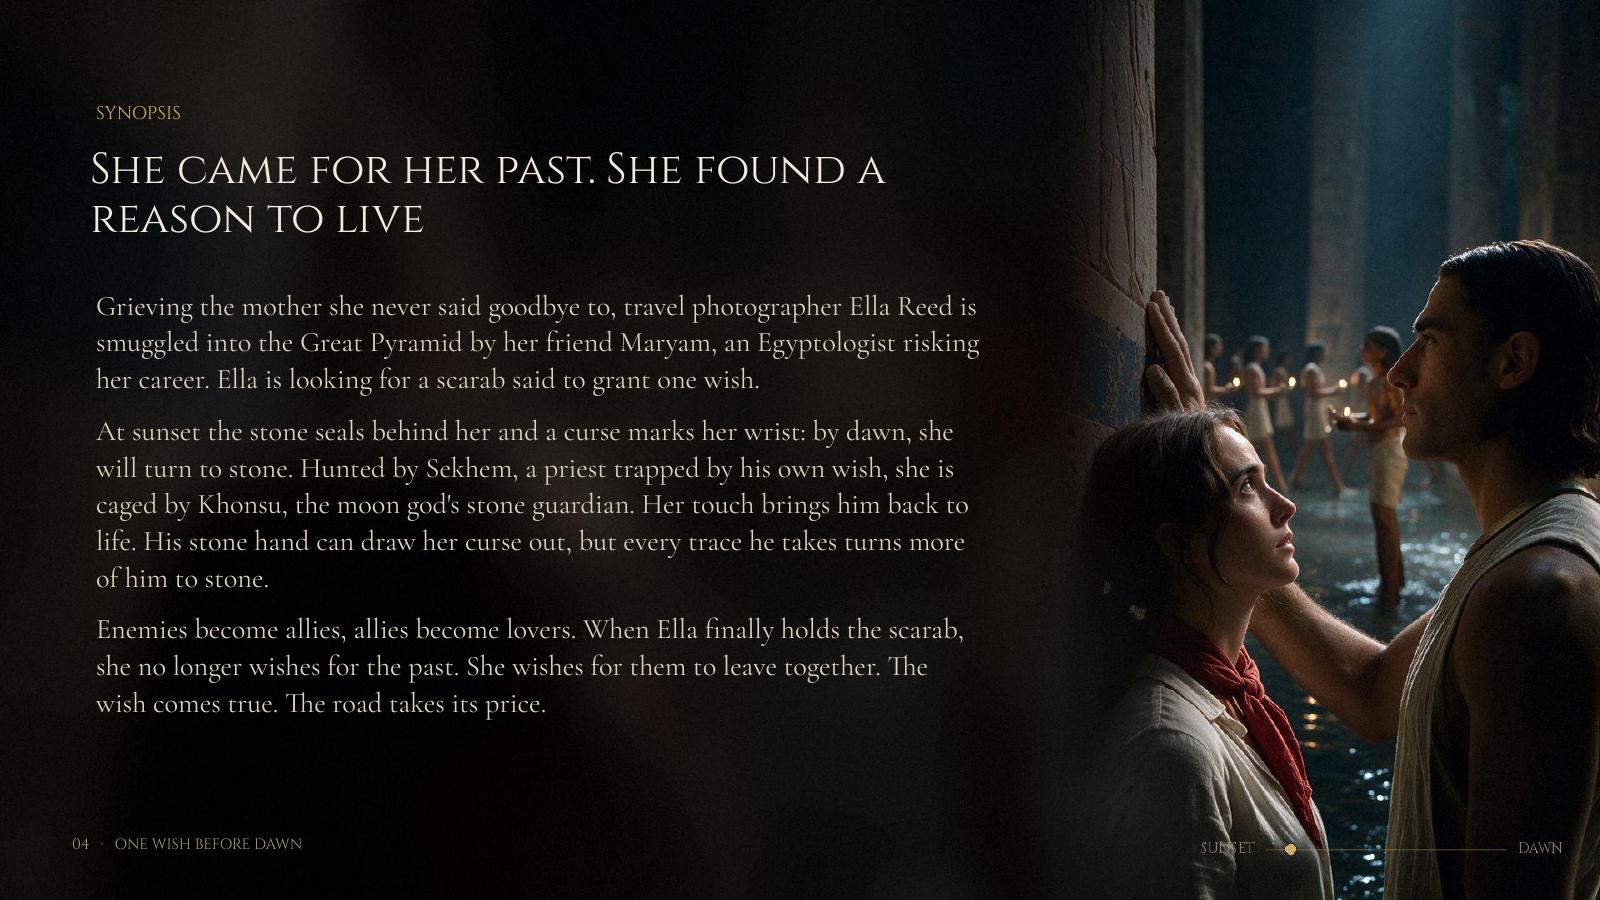 SYNOPSIS
SHE CAME FOR HER PAST. SHE FOUND A
REASON TO LIVE
Grieving the mother she never said goodbye to, travel photographer Ella Reed is
smuggled into the Great Pyramid by her friend Maryam, an Egyptologist risking
her career. Ella is looking for a scarab said to grant one wish.
At sunset the stone seals behind her and a curse marks her wrist: by dawn, she
will turn to stone. Hunted by Sekhem, a priest trapped by his own wish, she is
caged by Khonsu, the moon god's stone guardian. Her touch brings him back to
life. His stone hand can draw her curse out, but every trace he takes turns more
of him to stone.
Enemies become allies, allies become lovers. When Ella finally holds the scarab,
she no longer wishes for the past. She wishes for them to leave together. The
wish comes true. The road takes its price.
04 · ONE WISH BEFORE DAWN
SUNSET DAWN